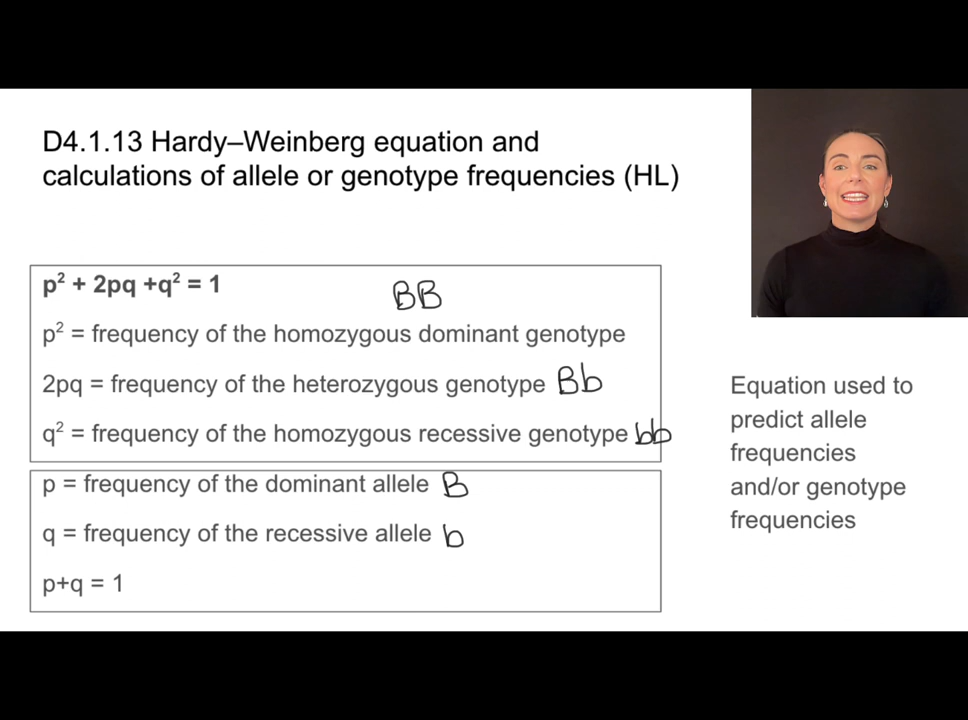 D4.1.13 Hardy–Weinberg equation and
calculations of allele or genotype frequencies (HL)
p² + 2pq +q² = 1
BB
p² = frequency of the homozygous dominant genotype
2pq = frequency of the heterozygous genotype Bb
q² = frequency of the homozygous recessive genotype bb
p = frequency of the dominant allele B
q = frequency of the recessive allele b
p+q = 1
Equation used to
predict allele
frequencies
and/or genotype
frequencies